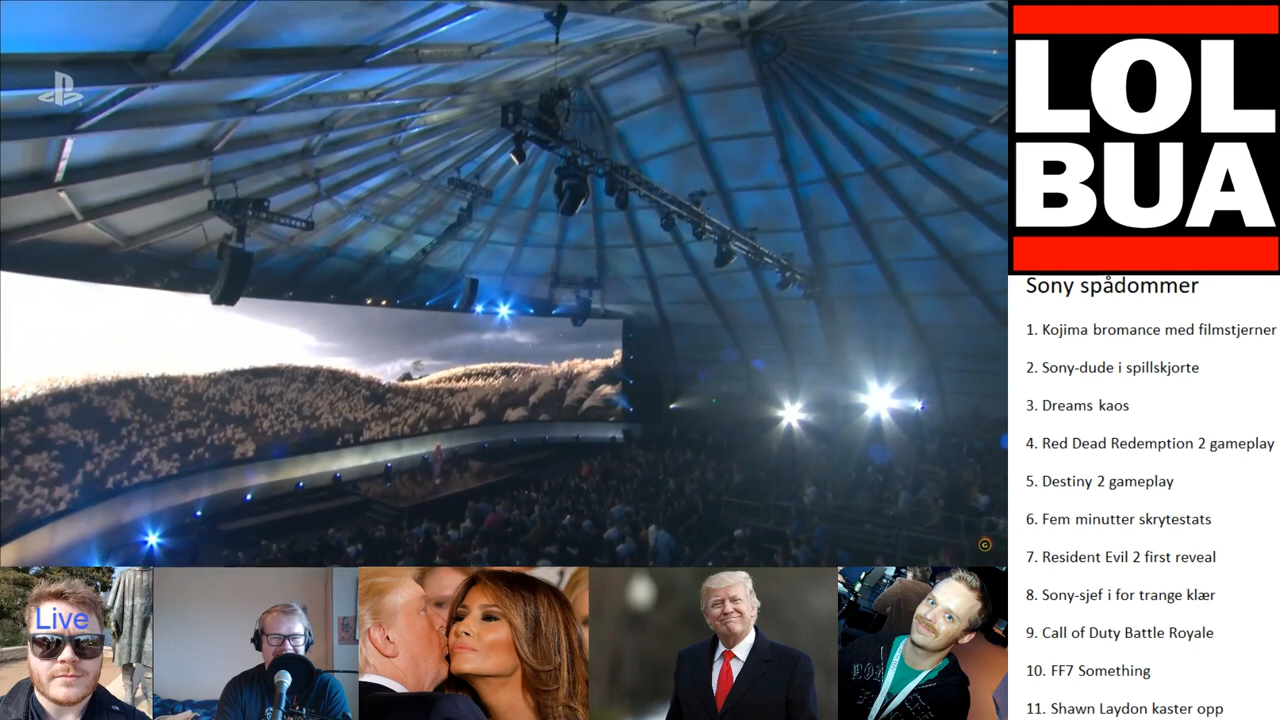 LOL
BUA
Sony spådommer
1. Kojima bromance med filmstjerner
2. Sony-dude i spillskjorte
3. Dreams kaos
4. Red Dead Redemption 2 gameplay
5. Destiny 2 gameplay
6. Fem minutter skrytestats
7. Resident Evil 2 first reveal
8. Sony-sjef i for trange klær
9. Call of Duty Battle Royale
10. FF7 Something
11. Shawn Laydon kaster opp
Live